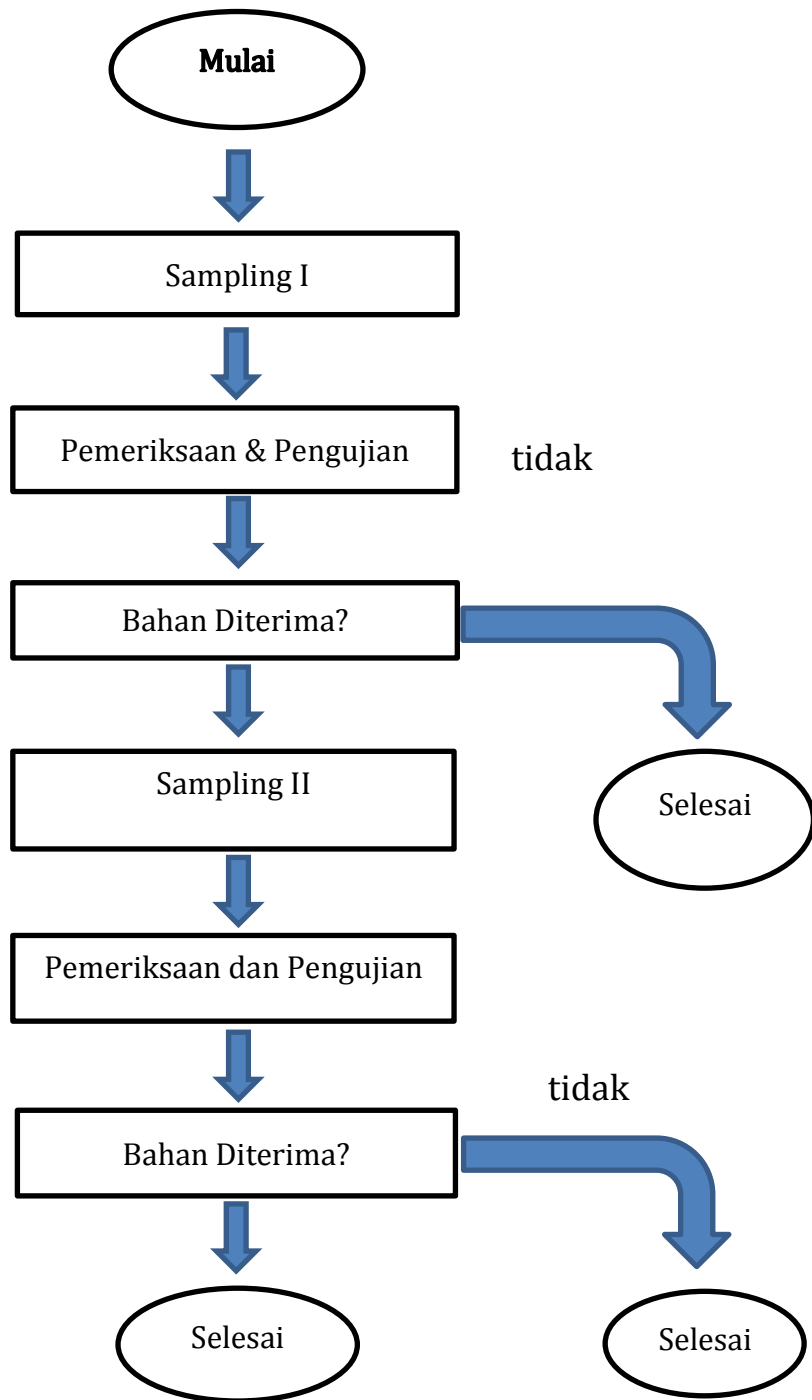 Mulai
Sampling I
Pemeriksaan & Pengujian
tidak
Bahan Diterima?
Sampling II
Selesai
Pemeriksaan dan Pengujian
tidak
Bahan Diterima?
Selesai
Selesai